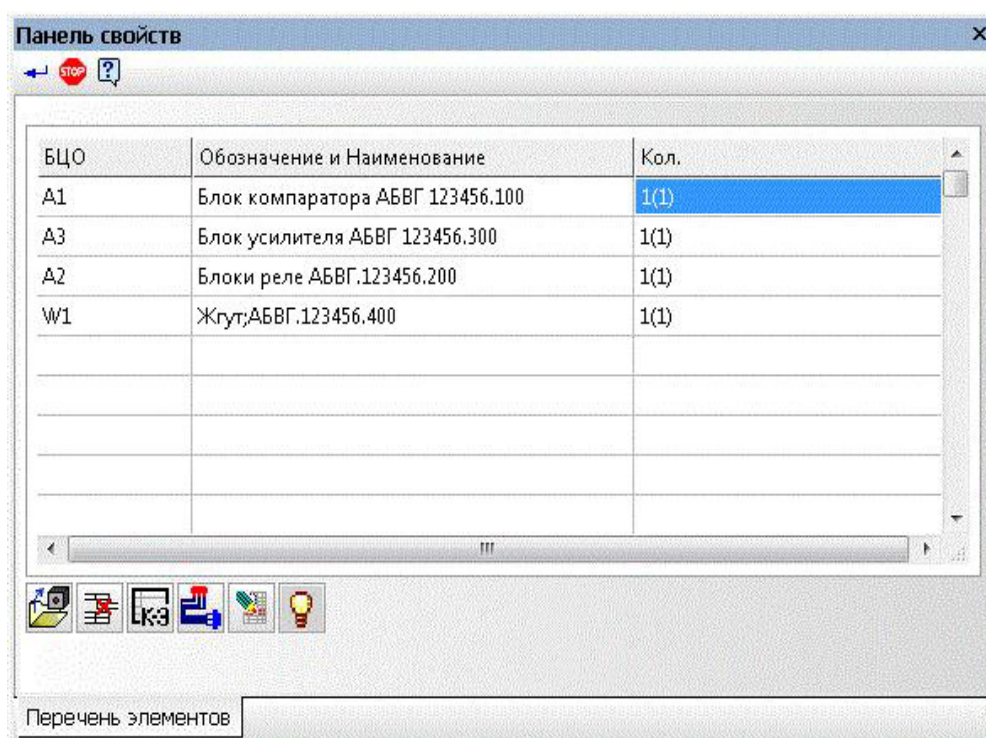 Панель свойств
STOP ?
БЦО Обозначение и Наименование Кол.
A1 Блок компаратора АБВГ 123456.100 1(1)
A3 Блок усилителя АБВГ 123456.300 1(1)
A2 Блоки реле АБВГ.123456.200 1(1)
W1 Жгут;АБВГ.123456.400 1(1)
К-Э
Перечень элементов